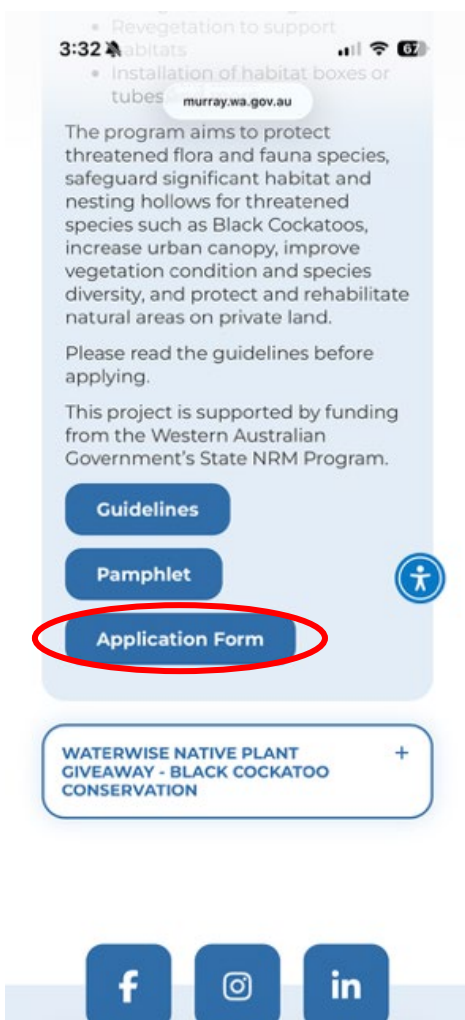 • Revegetation to support
3:32
habitats
67
• Installation of habitat boxes or
tubes
murray.wa.gov.au
The program aims to protect
threatened flora and fauna species,
safeguard significant habitat and
nesting hollows for threatened
species such as Black Cockatoos,
increase urban canopy, improve
vegetation condition and species
diversity, and protect and rehabilitate
natural areas on private land.
Please read the guidelines before
applying.
This project is supported by funding
from the Western Australian
Government's State NRM Program.
Guidelines
Pamphlet
Application Form
WATERWISE NATIVE PLANT +
GIVEAWAY - BLACK COCKATOO
CONSERVATION
f
in